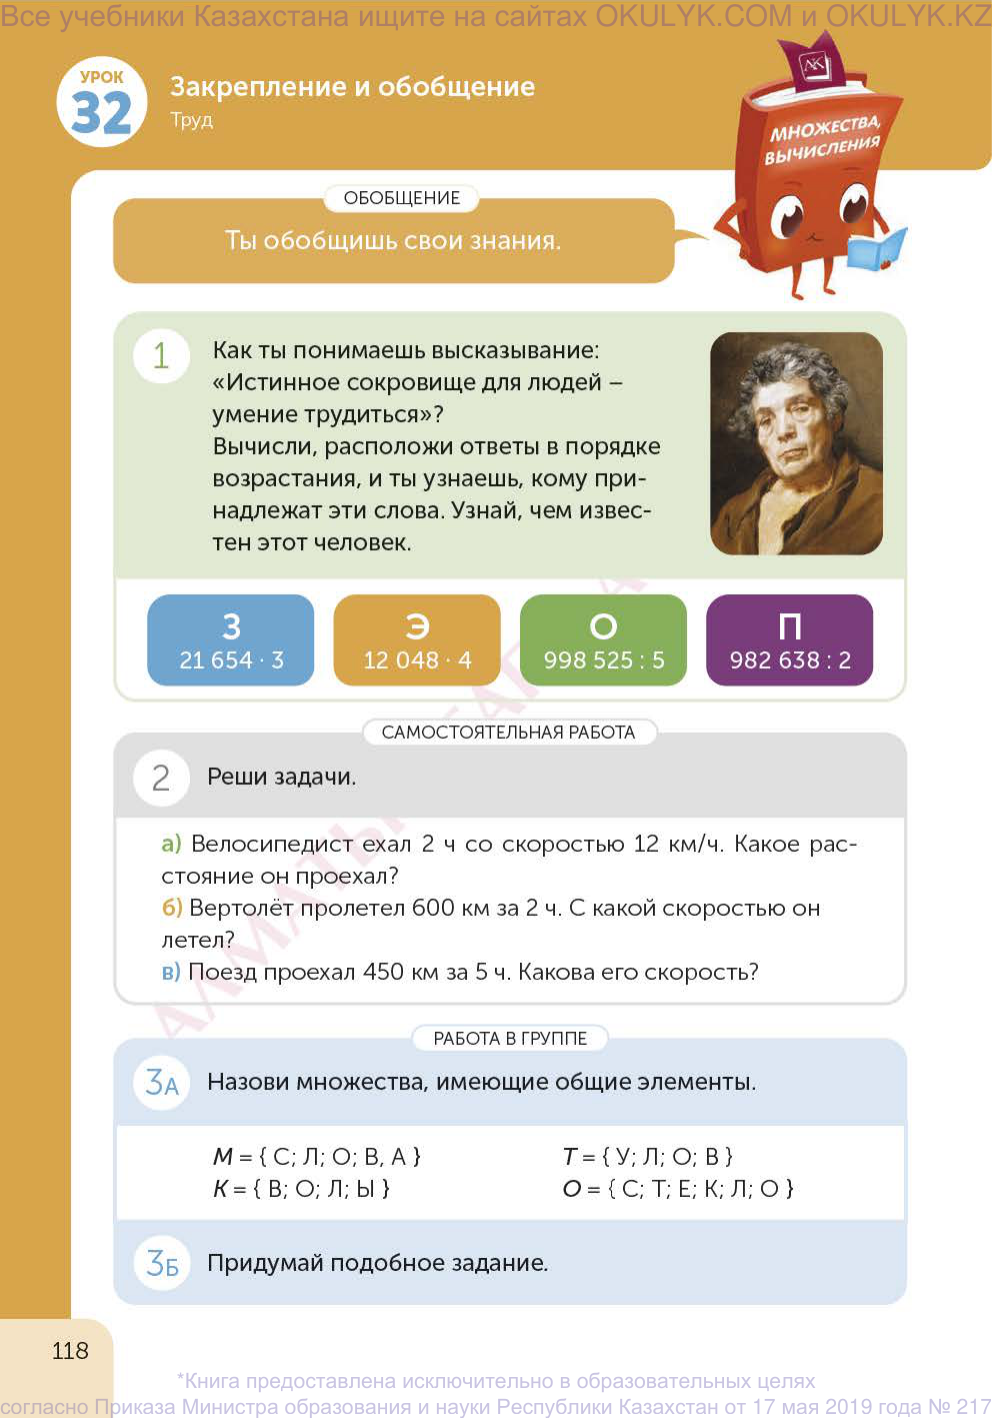 Все учебники Казахстана ищите на сайтах OKULYK.COM и OKULYK.KZ
УРОК
32
Закрепление и обобщение
Труд
МНОЖЕСТВА,
ВЫЧИСЛЕНИЯ
ОБОБЩЕНИЕ
Ты обобщишь свои знания.
1
Как ты понимаешь высказывание:
«Истинное сокровище для людей –
умение трудиться»?
Вычисли, расположи ответы в порядке
возрастания, и ты узнаешь, кому при-
надлежат эти слова. Узнай, чем извес-
тен этот человек.
З
21 654 · 3
Э
12 048 · 4
О
998 525 : 5
П
982 638 : 2
САМОСТОЯТЕЛЬНАЯ РАБОТА
2
Реши задачи.
а) Велосипедист ехал 2 ч со скоростью 12 км/ч. Какое рас-
стояние он проехал?
б) Вертолёт пролетел 600 км за 2 ч. С какой скоростью он
летел?
в) Поезд проехал 450 км за 5 ч. Какова его скорость?
РАБОТА В ГРУППЕ
3А
Назови множества, имеющие общие элементы.
М = { С; Л; О; В, А }
Т = { У; Л; О; В }
К = { В; О; Л; Ы }
О = { С; Т; Е; К; Л; О }
3Б
Придумай подобное задание.
118
*Книга предоставлена исключительно в образовательных целях
согласно Приказа Министра образования и науки Республики Казахстан от 17 мая 2019 года № 217